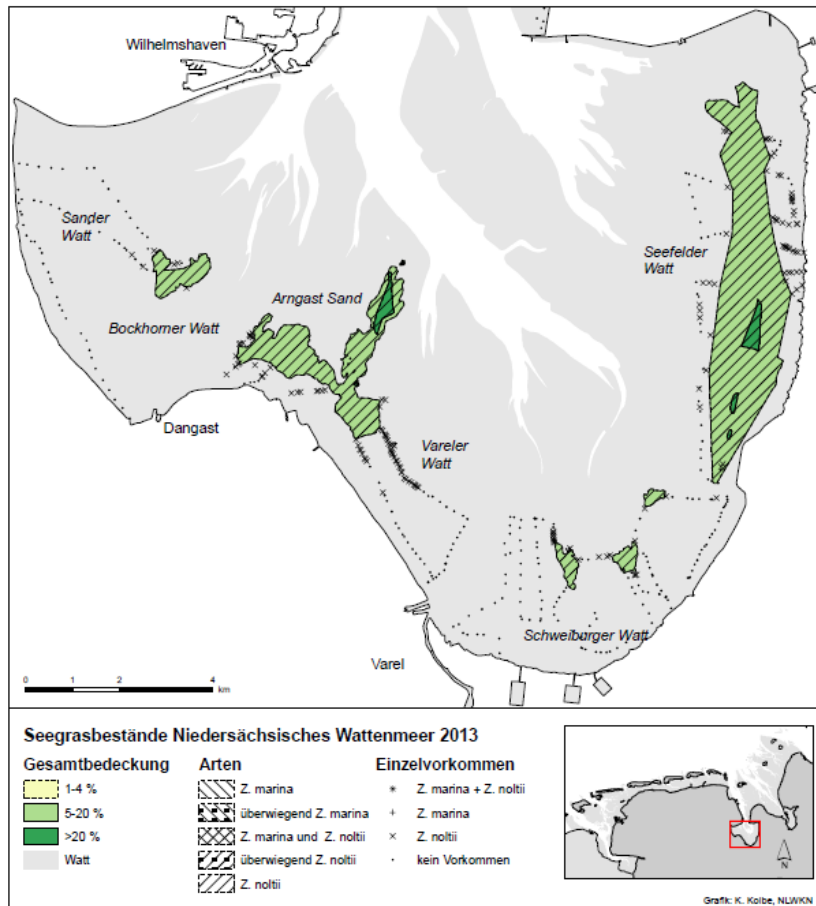 Wilhelmshaven
Sander
Watt
Seefelder
Watt
Arngast Sand
Bockhorner Watt
Dangast
Vareler
Watt
Schweiburger Watt
Varel
0 1 2 4
km
Seegrasbestände Niedersächsisches Wattenmeer 2013
Gesamtbedeckung Arten Einzelvorkommen
1-4 % Z. marina Z. marina + Z. noltii
5-20 % überwiegend Z. marina Z. marina
>20 % Z. marina und Z. noltii Z. noltii
Watt überwiegend Z. noltii kein Vorkommen
Z. noltii
N
Grafik: K. Kolbe, NLWKN